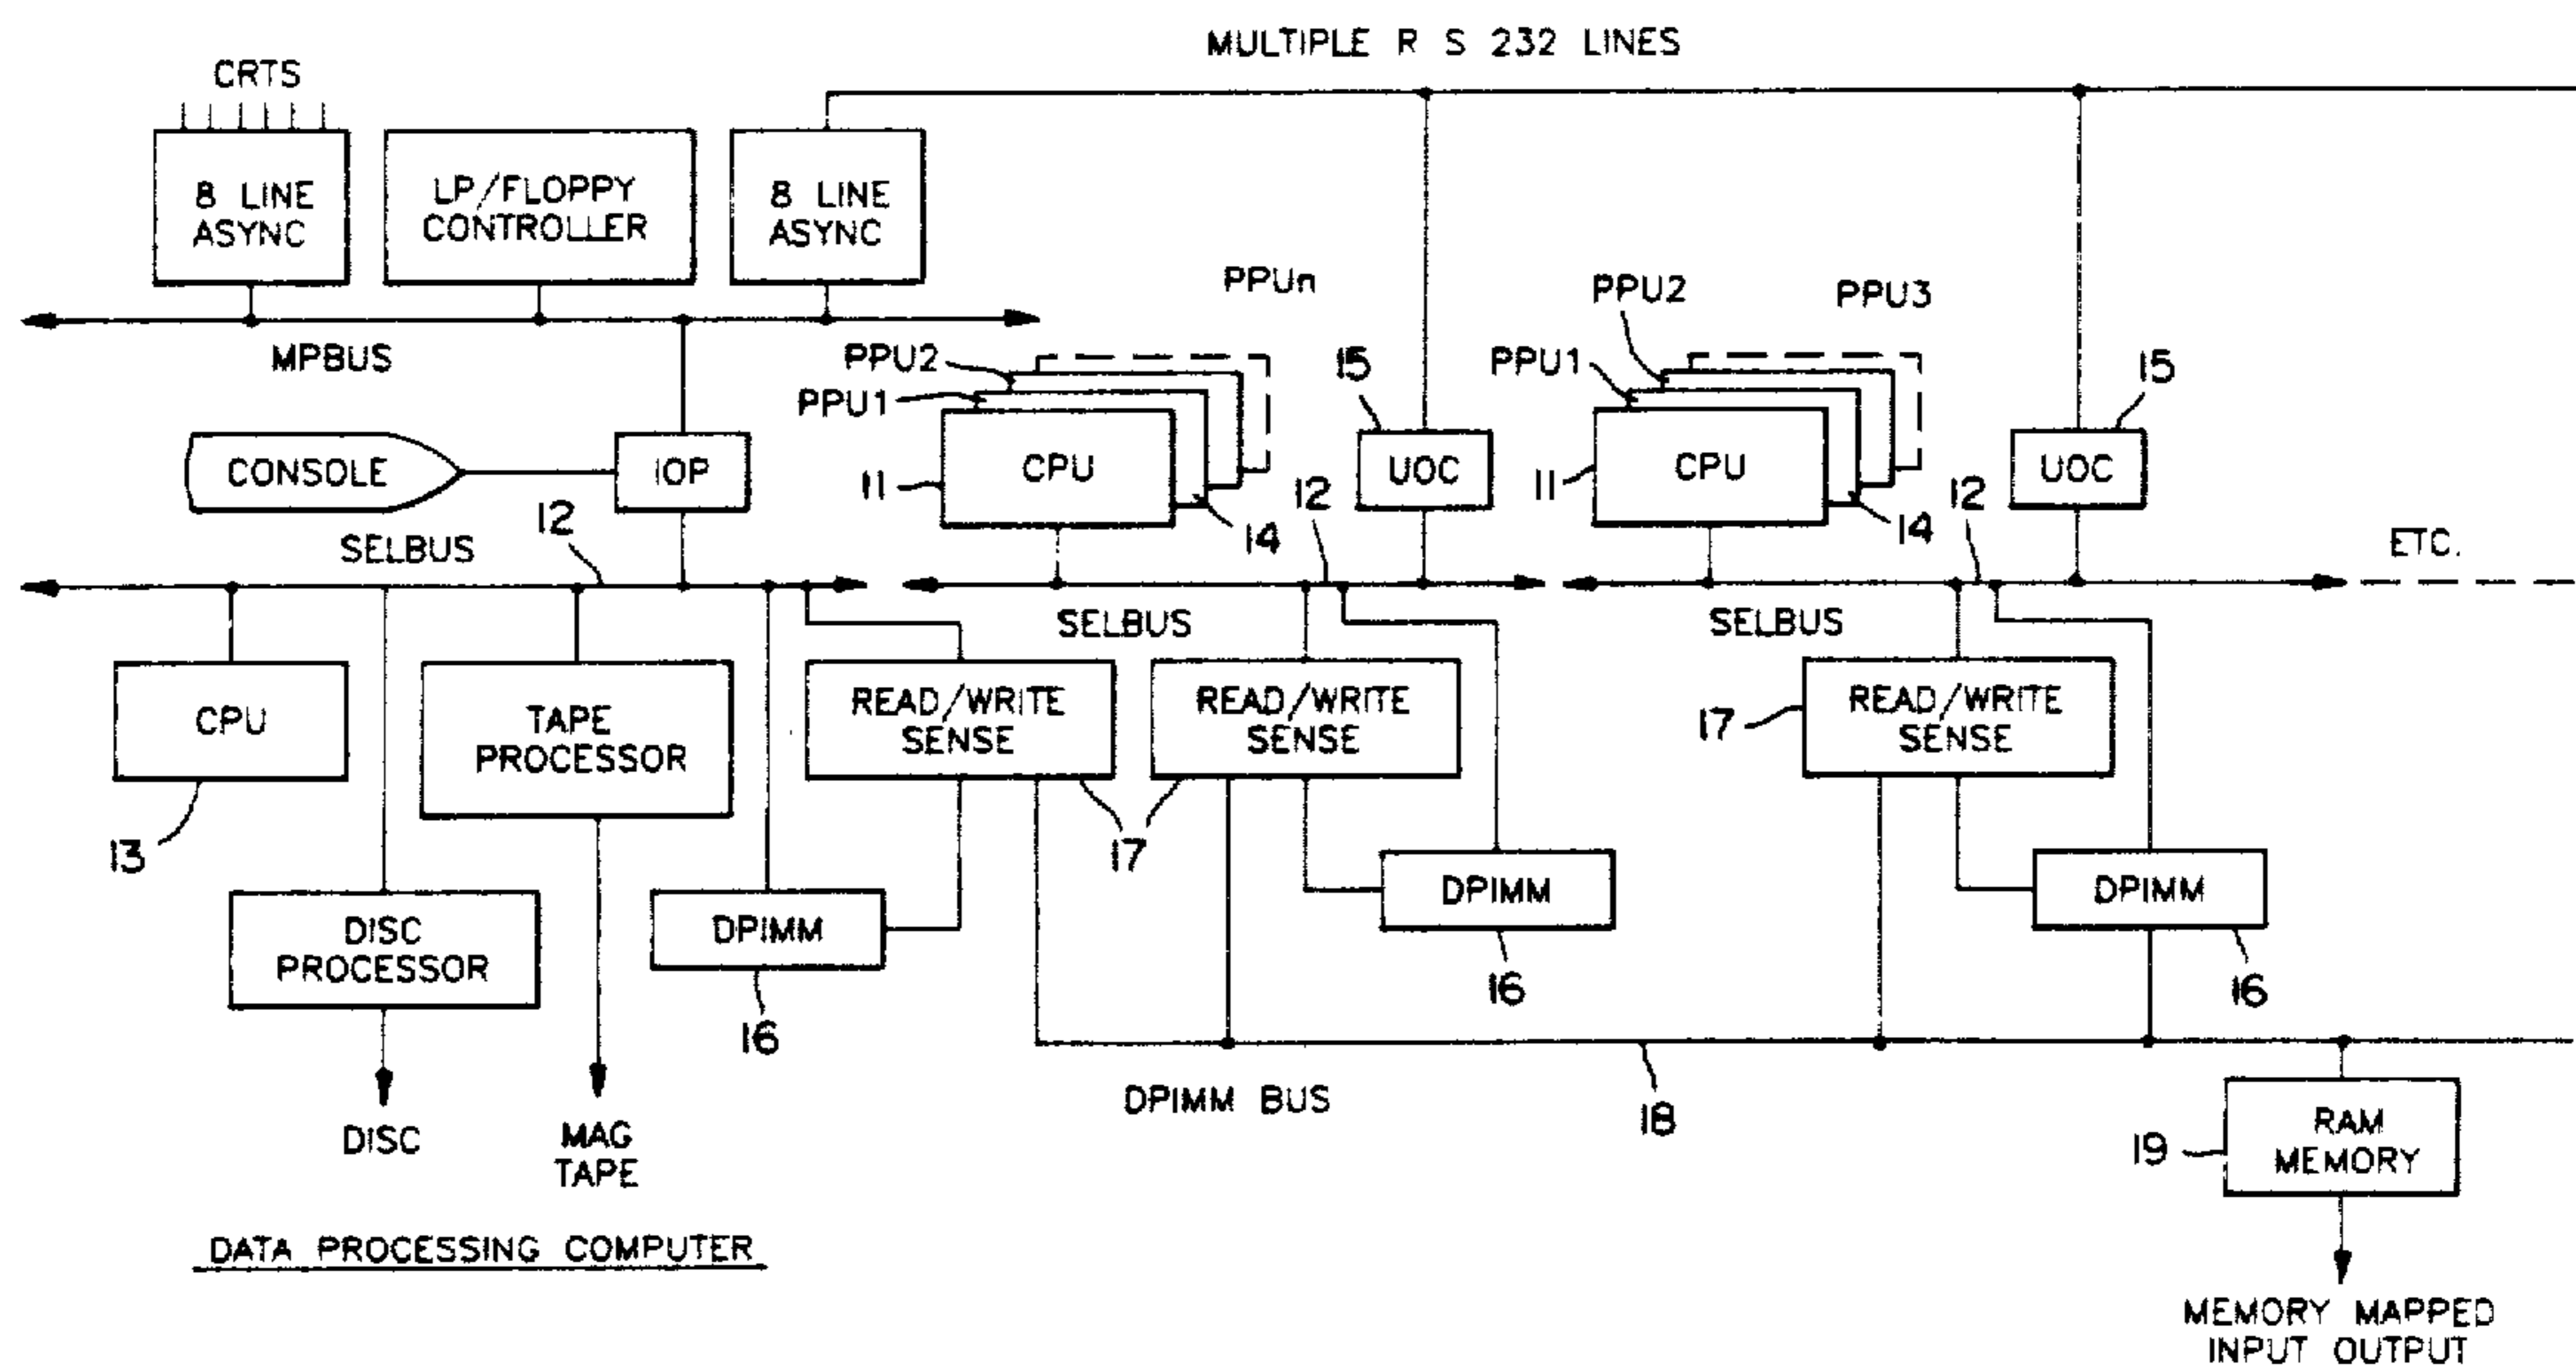 MULTIPLE R S 232 LINES
CRTS
8 LINE
ASYNC
LP/FLOPPY
CONTROLLER
8 LINE
ASYNC
PPUn
PPU2
PPU3
MPBUS
PPU2
PPU1
15
PPU1
15
CONSOLE
IOP
11
CPU
UOC
11
CPU
UOC
SELBUS
12
14
12
14
12
ETC.
SELBUS
SELBUS
CPU
TAPE
PROCESSOR
READ/WRITE
SENSE
READ/WRITE
SENSE
17
READ/WRITE
SENSE
13
17
DISC
PROCESSOR
DPIMM
DPIMM
DPIMM
16
16
16
DPIMM BUS
18
DISC
MAG
TAPE
19
RAM
MEMORY
DATA PROCESSING COMPUTER
MEMORY MAPPED
INPUT OUTPUT